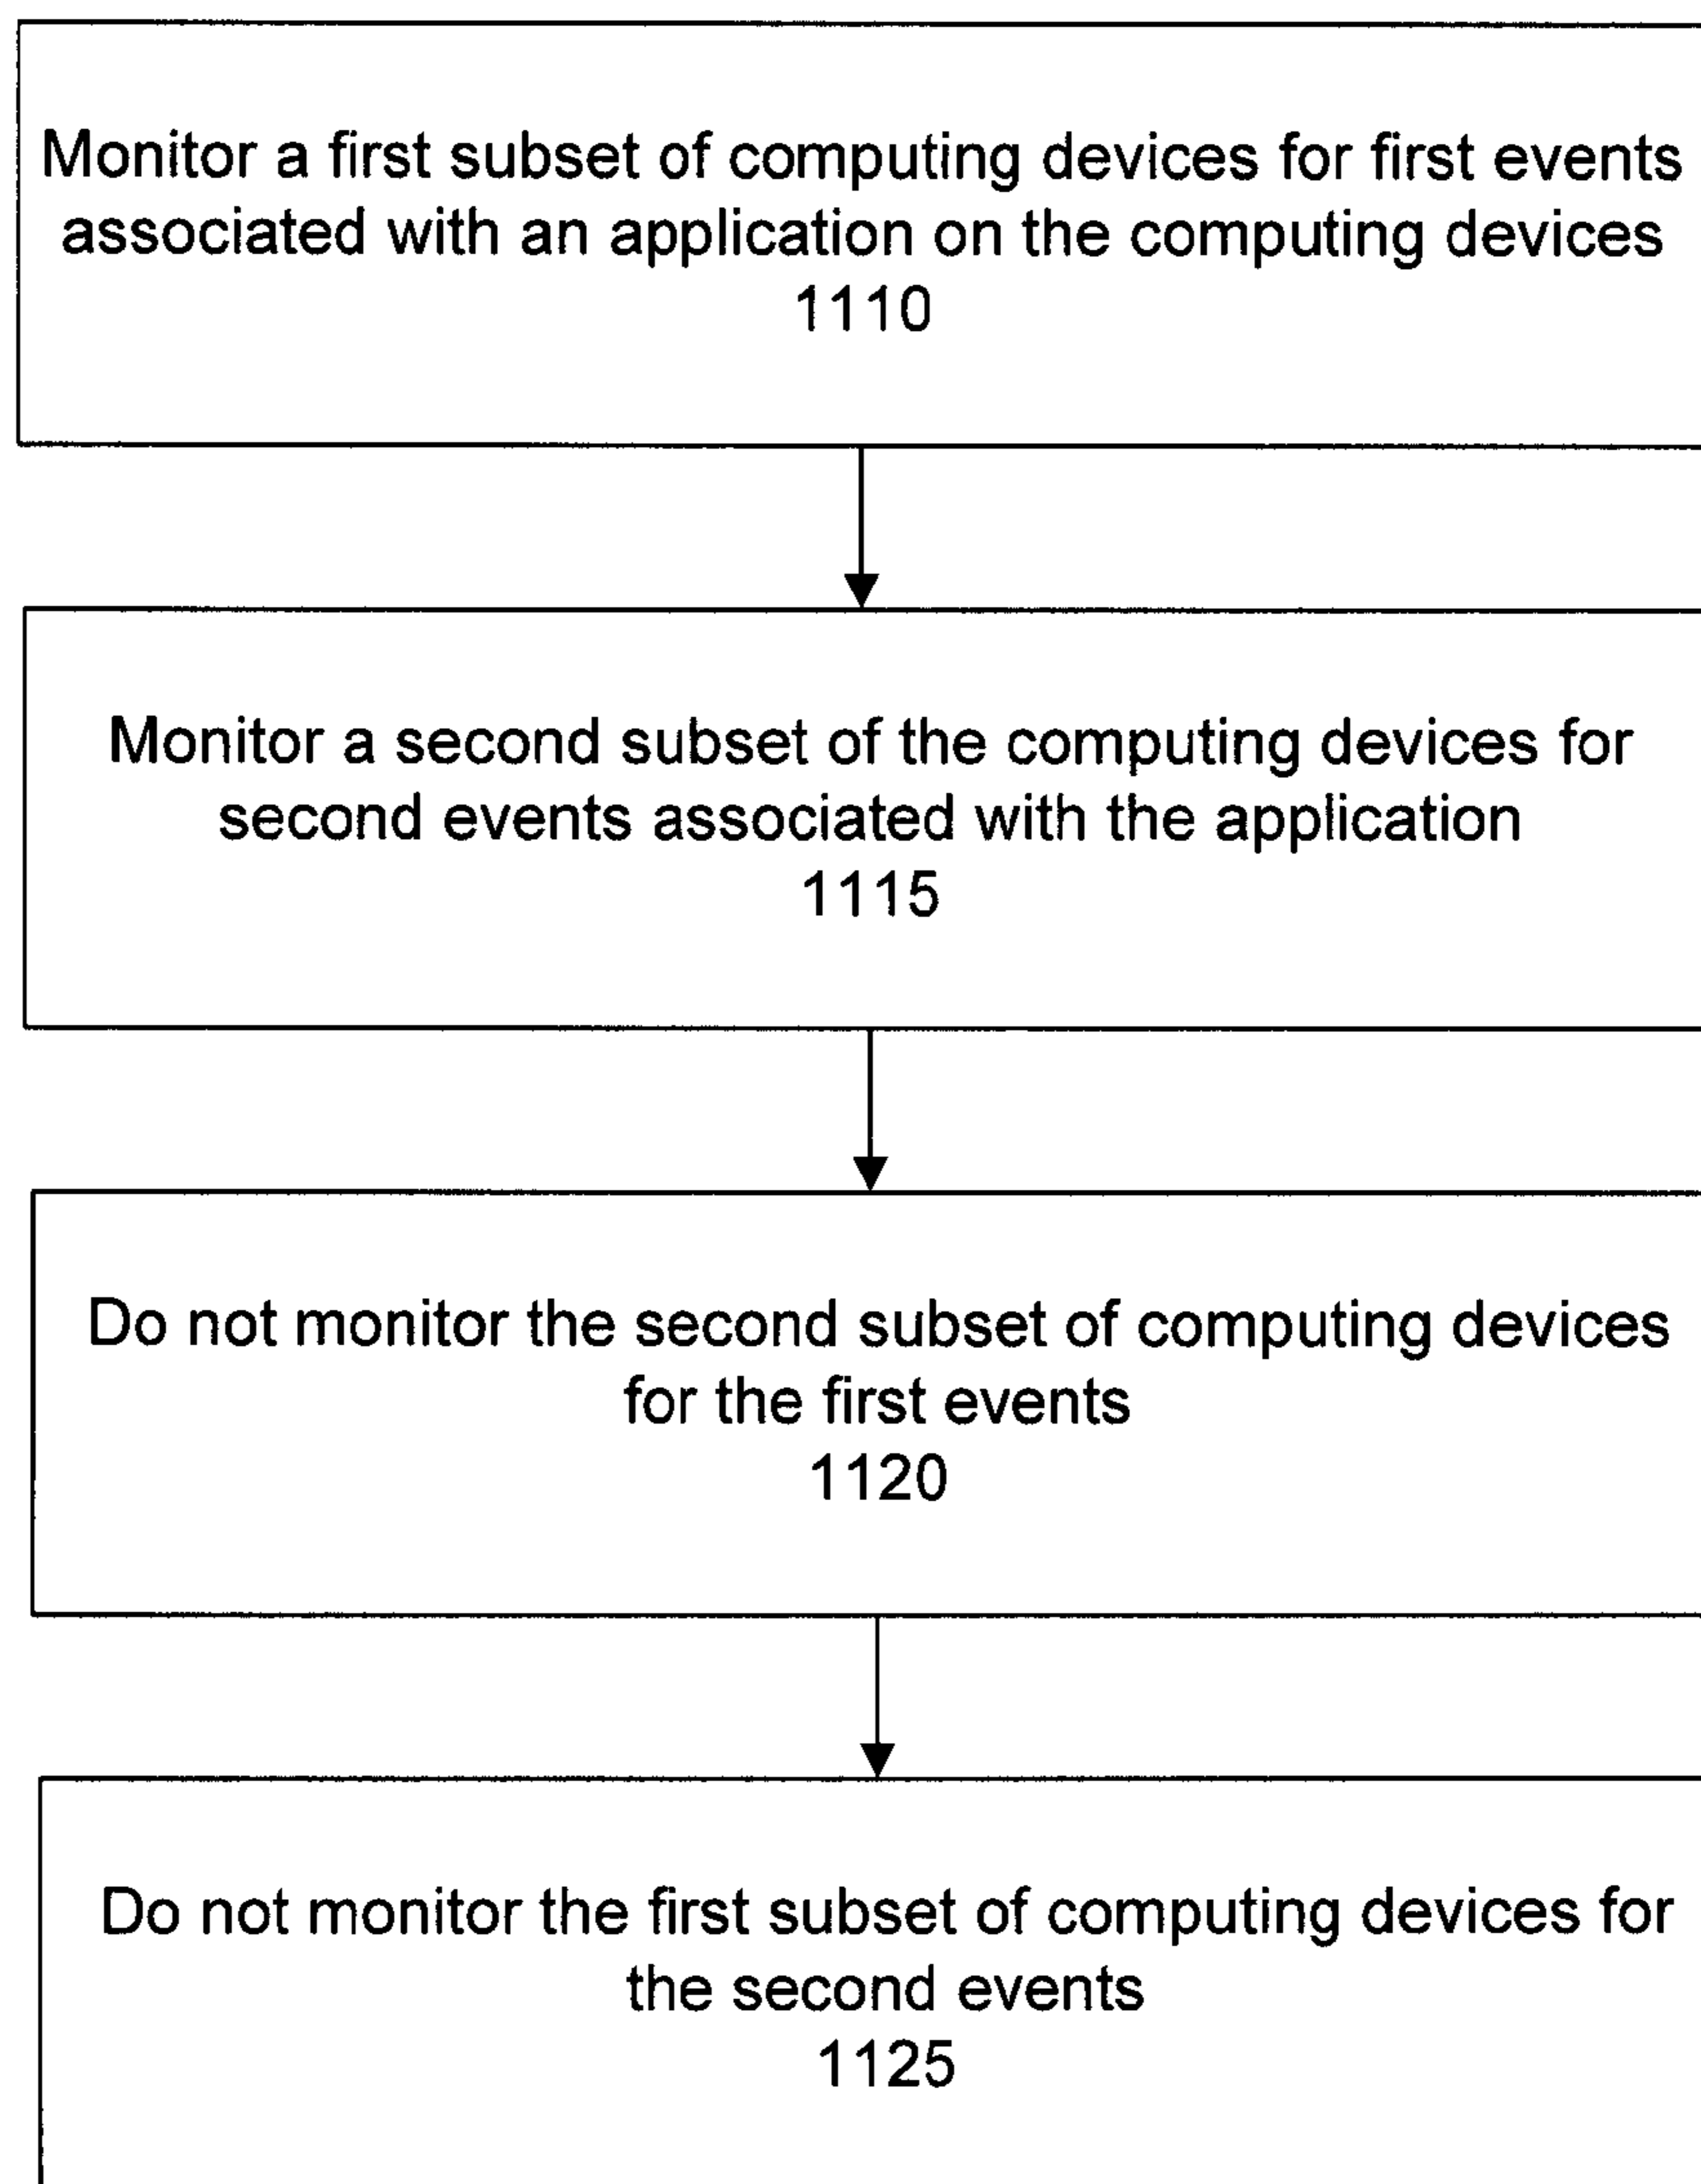 Monitor a first subset of computing devices for first events
associated with an application on the computing devices
1110
Monitor a second subset of the computing devices for
second events associated with the application
1115
Do not monitor the second subset of computing devices
for the first events
1120
Do not monitor the first subset of computing devices for
the second events
1125